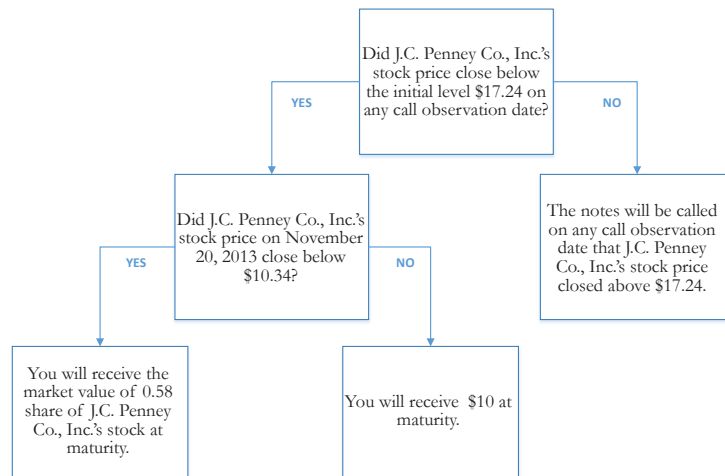 Did J.C. Penney Co., Inc.'s
stock price close below
the initial level $17.24 on
any call observation date?
YES
NO
Did J.C. Penney Co., Inc.'s
stock price on November
20, 2013 close below
$10.34?
The notes will be called
on any call observation
date that J.C. Penney
Co., Inc.'s stock price
closed above $17.24.
YES
NO
You will receive the
market value of 0.58
share of J.C. Penney
Co., Inc.'s stock at
maturity.
You will receive $10 at
maturity.